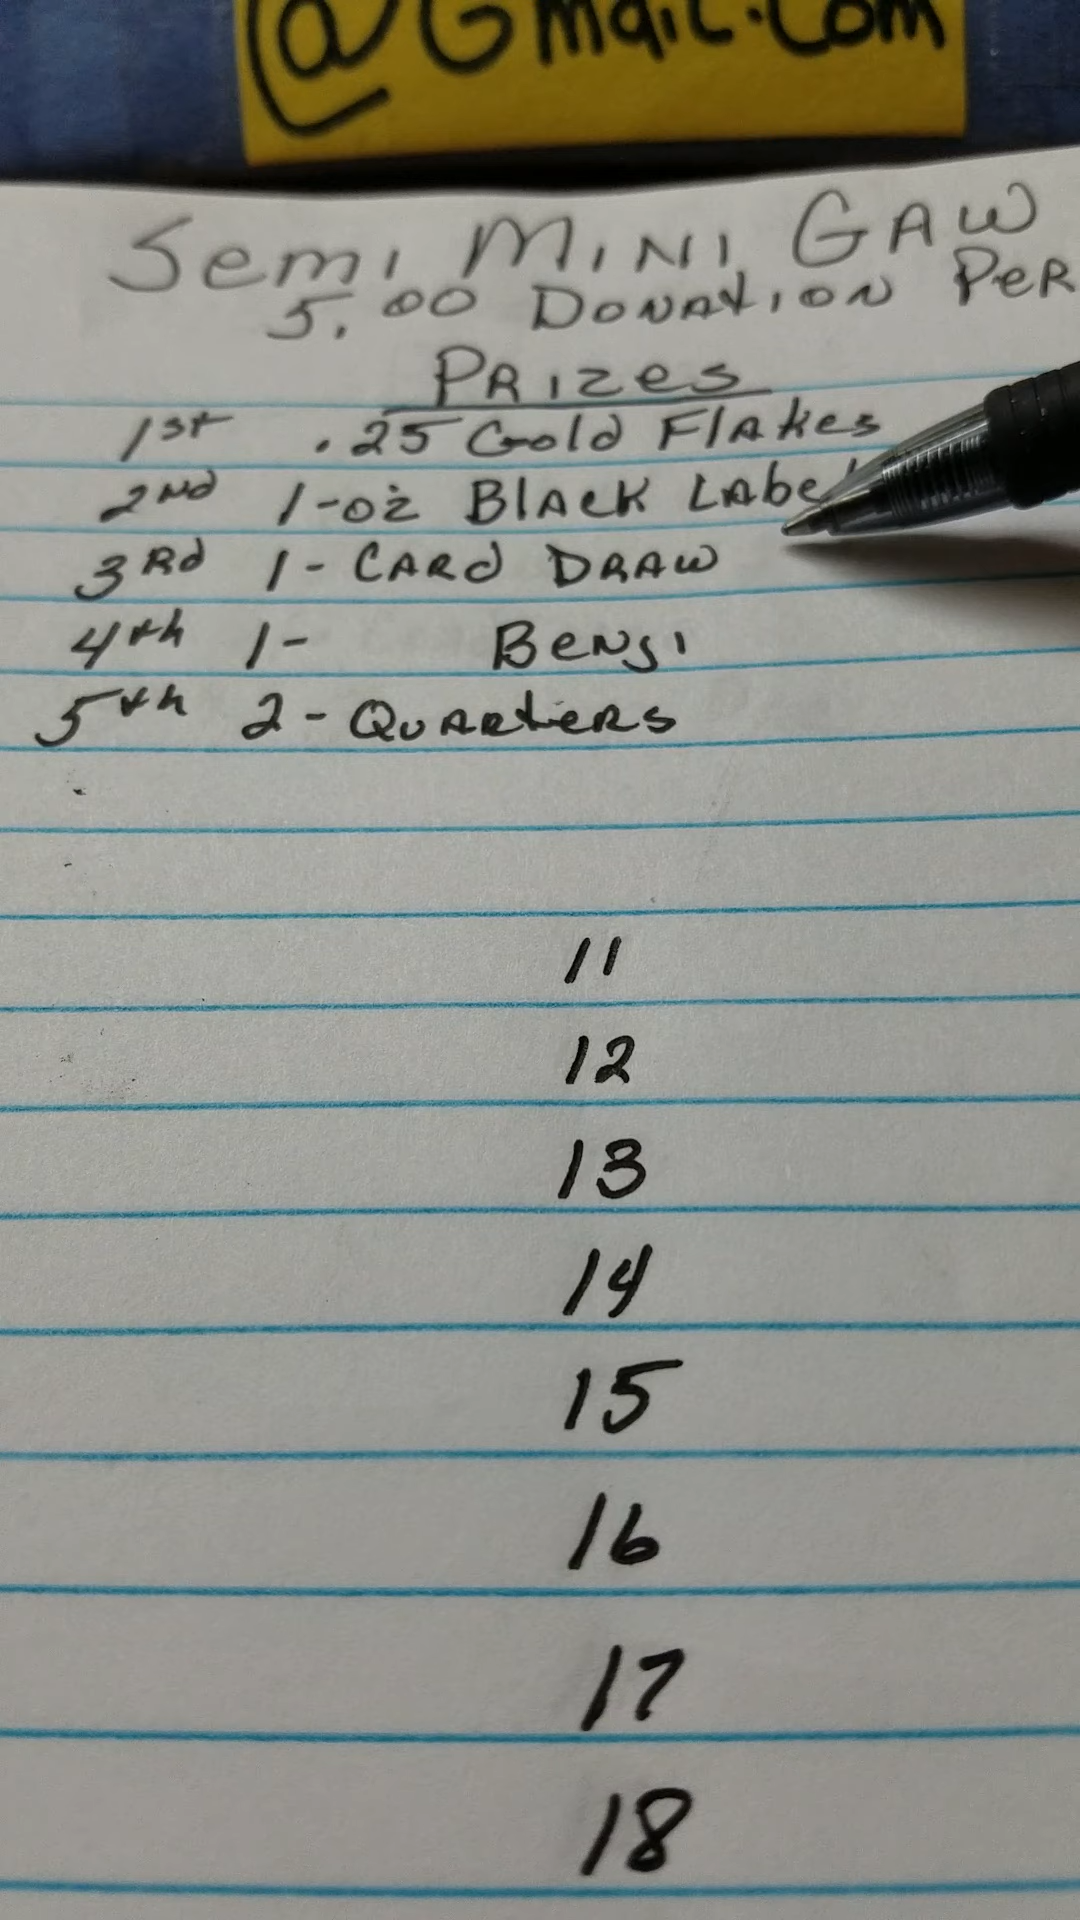 @Gmail.com
Semi Mini GAW
5.00 Donation Per
Prizes
1st .25 Gold Flakes
2nd 1-oz Black Label
3rd 1- Card Draw
4th 1- Bensi
5th 2- Quarters
11
12
13
14
15
16
17
18